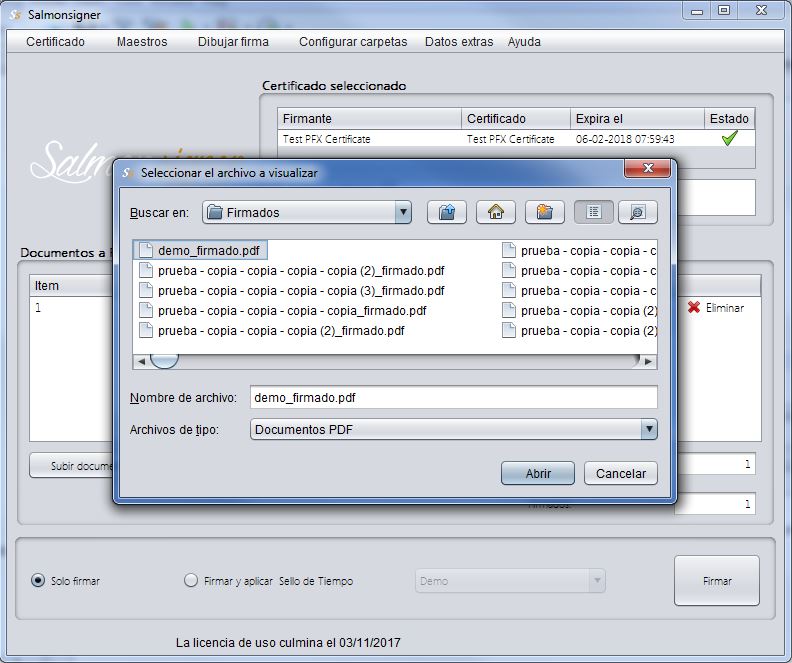 Salmonsigner
Certificado Maestros Dibujar firma Configurar carpetas Datos extras Ayuda
Certificado seleccionado
Firmante Certificado Expira el Estado
Test PFX Certificate Test PFX Certificate 06-02-2018 07:59:43
Seleccionar el archivo a visualizar
Buscar en: Firmados
demo_firmado.pdf prueba - copia - copia - c
prueba - copia - copia - copia - copia (2)_firmado.pdf prueba - copia - copia - c
prueba - copia - copia - copia - copia (3)_firmado.pdf prueba - copia - copia - c
prueba - copia - copia - copia - copia_firmado.pdf prueba - copia - copia (2)
prueba - copia - copia - copia (2)_firmado.pdf prueba - copia - copia (2)
Nombre de archivo: demo_firmado.pdf
Archivos de tipo: Documentos PDF
Abrir Cancelar
Documentos a
Item
1 Eliminar
Subir docume 1
1
Solo firmar Firmar y aplicar Sello de Tiempo Demo Firmar
La licencia de uso culmina el 03/11/2017